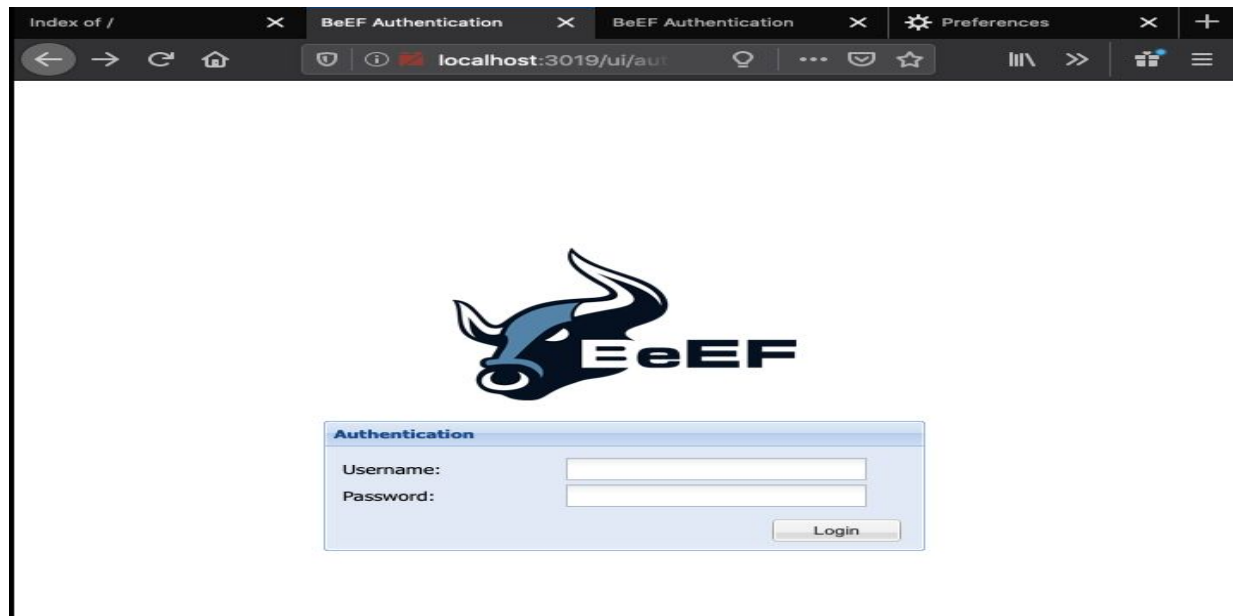 Index of /
BeEF Authentication
BeEF Authentication
Preferences
localhost:3019/ui/aut
BeEF
Authentication
Username:
Password:
Login